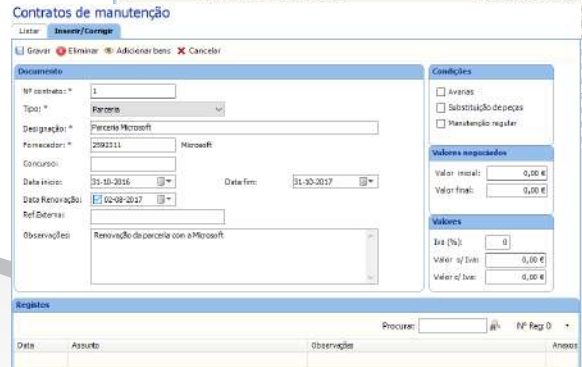 Contratos de manutenção
Listar Inserir/Corrigir
Gravar Eliminar Adicionar bens Cancelar
Documento
Nº contrato: * 1
Tipo: * Parceria
Designação: * Parceria Microsoft
Fornecedor: * 2592311 Microsoft
Concurso:
Data início: 31-10-2016 Data fim: 31-10-2017
Data Renovação: 02-08-2017
Ref.Externa:
Observações: Renovação da parceria com a Microsoft
Condições
Avarias
Substituição de peças
Manutenção regular
Valores negociados
Valor inicial: 0,00 €
Valor final: 0,00 €
Valores
Iva (%): 0
Valor s/ Iva: 0,00 €
Valor c/ Iva: 0,00 €
Registos
Procurar: Nº Reg: 0
Data Assunto Observações Anexos